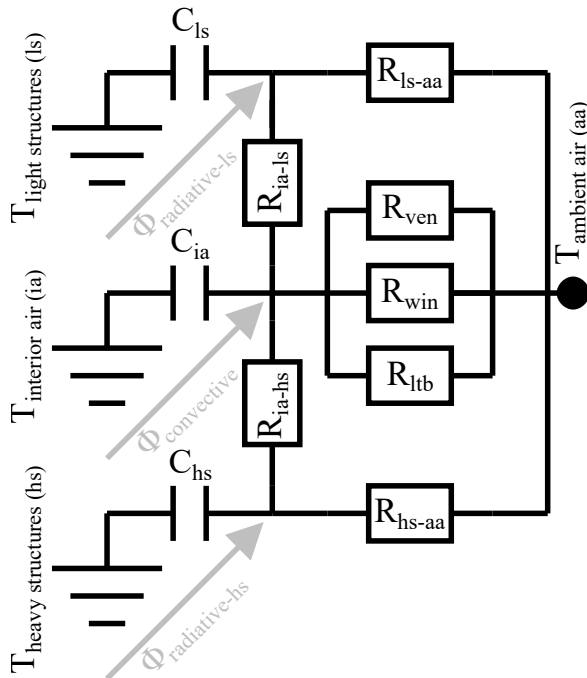 C_ls
R_ls-aa
T_light structures (ls)
Φ_radiative-ls
R_ia-ls
R_ven
T_ambient air (aa)
C_ia
R_win
T_interior air (ia)
Φ_convective
R_ltb
R_ia-hs
C_hs
R_hs-aa
T_heavy structures (hs)
Φ_radiative-hs